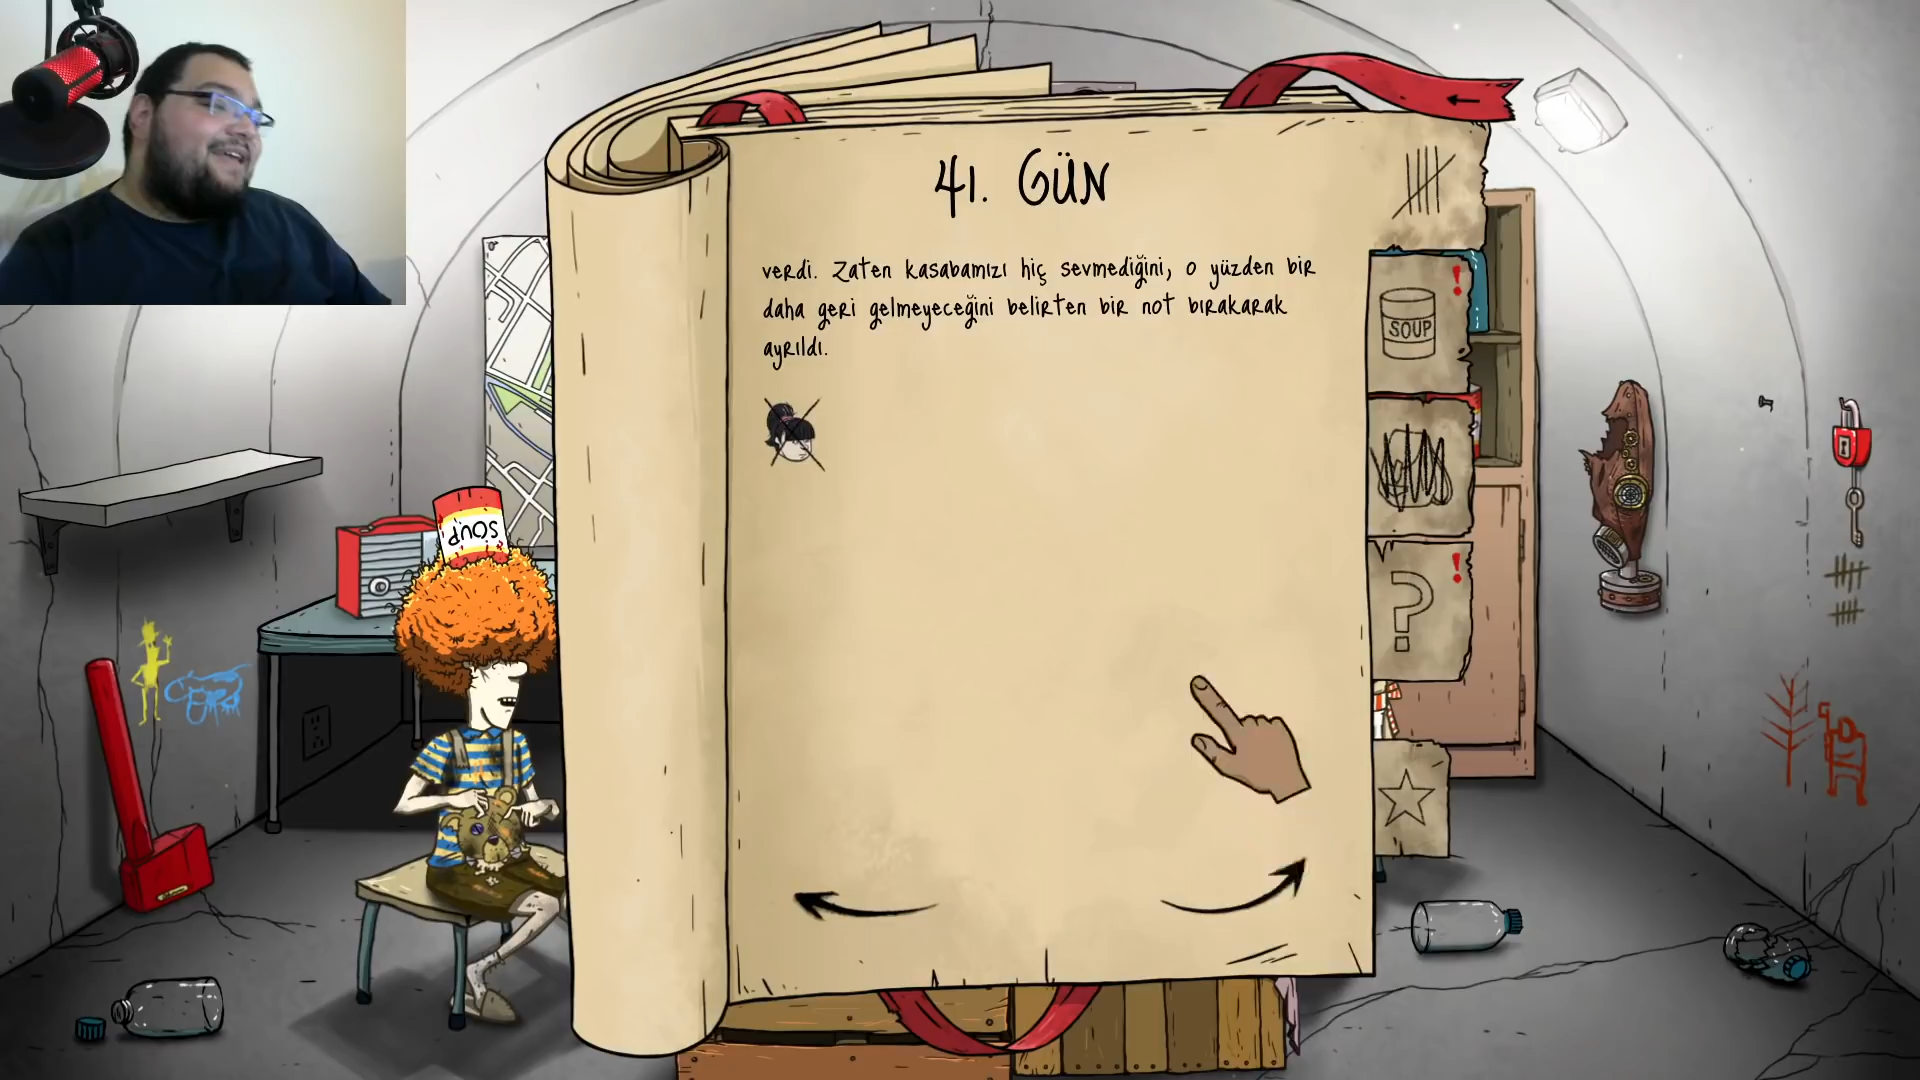 41. GÜN
verdi. Zaten kasabamızı hiç sevmediğini, o yüzden bir
daha geri gelmeyeceğini belirten bir not bırakarak
ayrıldı.
!
SOUP
SOUP
!
?